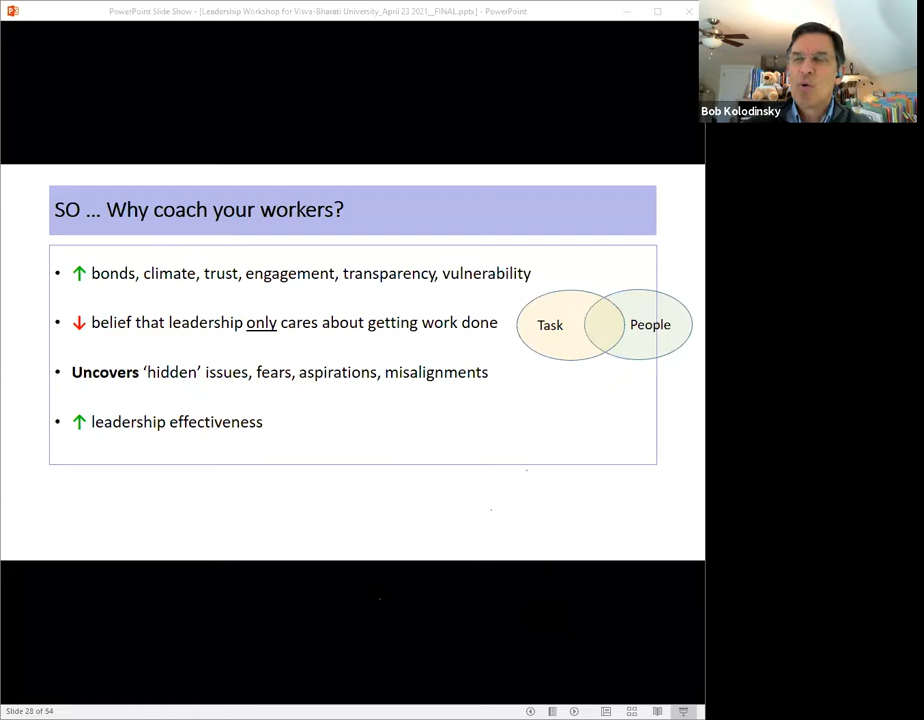 PowerPoint Slide Show - [Leadership Workshop for Visva-Bharati University_April 23 2021__FINAL.pptx] - PowerPoint
Bob Kolodinsky
SO ... Why coach your workers?
• ↑ bonds, climate, trust, engagement, transparency, vulnerability
• ↓ belief that leadership only cares about getting work done
Task
People
• Uncovers ‘hidden’ issues, fears, aspirations, misalignments
• ↑ leadership effectiveness
Slide 28 of 54